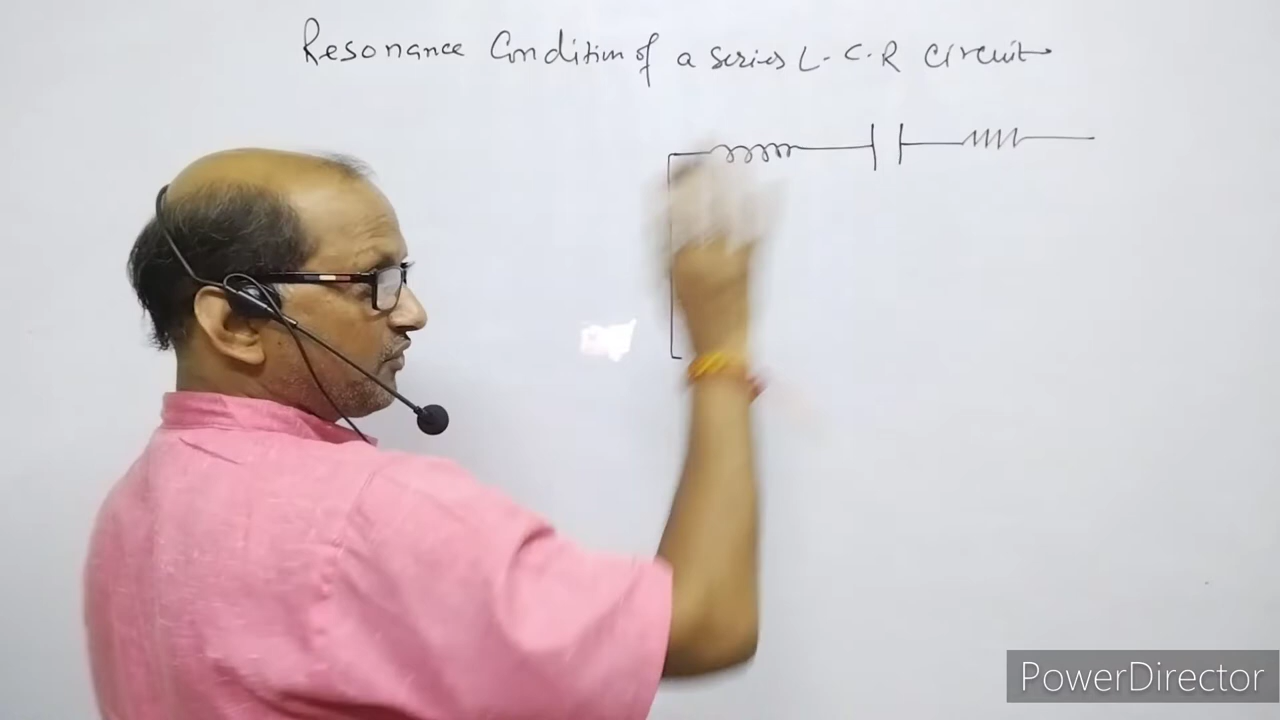 Resonance Condition of a series L-C-R circuit
PowerDirector